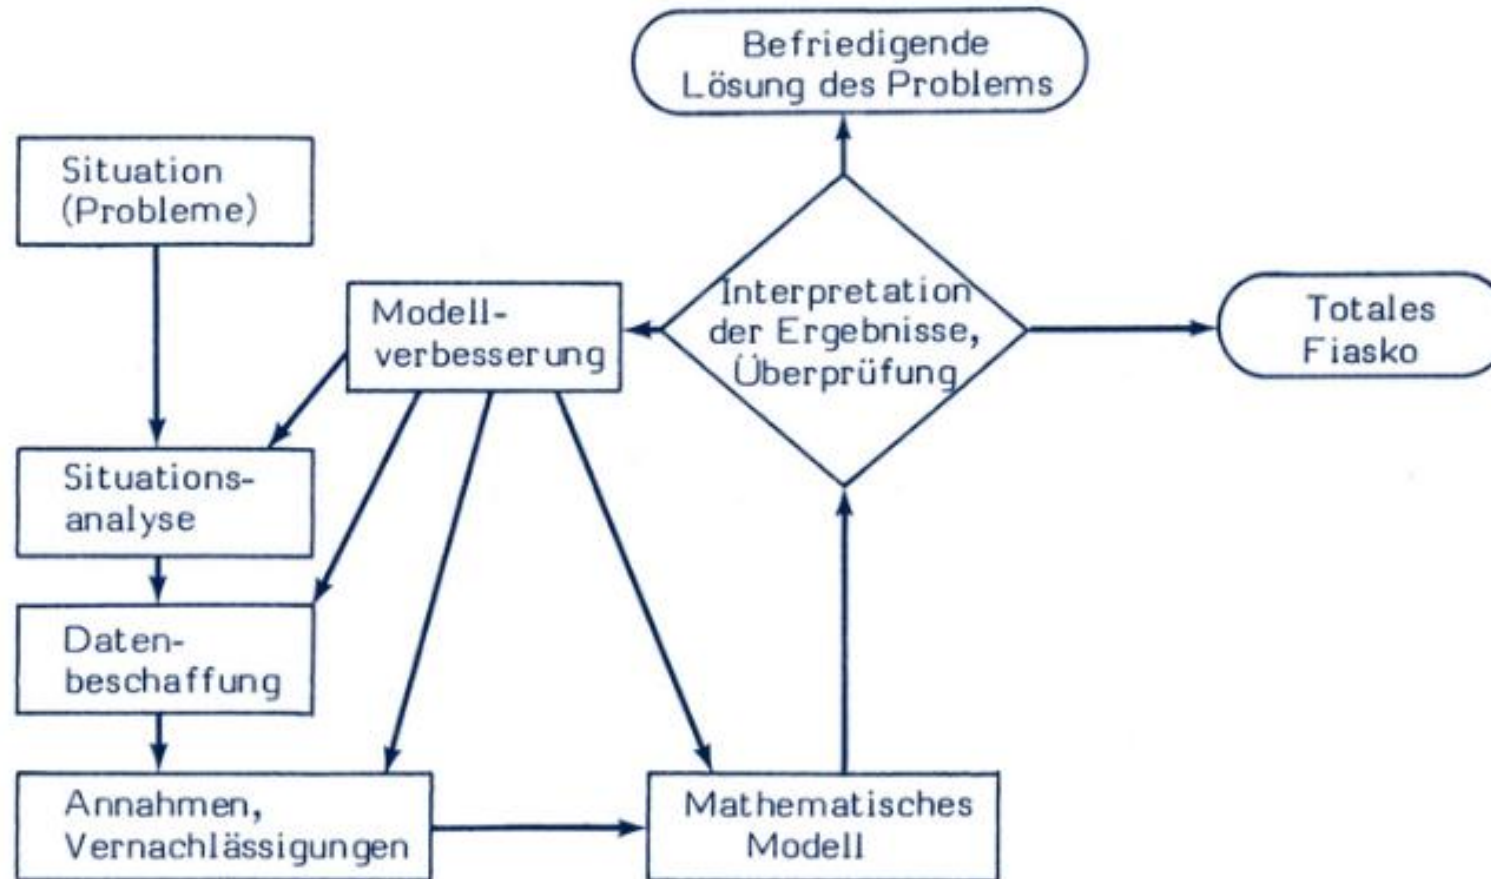 Befriedigende
Lösung des Problems
Situation
(Probleme)
Modell-
verbesserung
Interpretation
der Ergebnisse,
Überprüfung
Totales
Fiasko
Situations-
analyse
Daten-
beschaffung
Annahmen,
Vernachlässigungen
Mathematisches
Modell